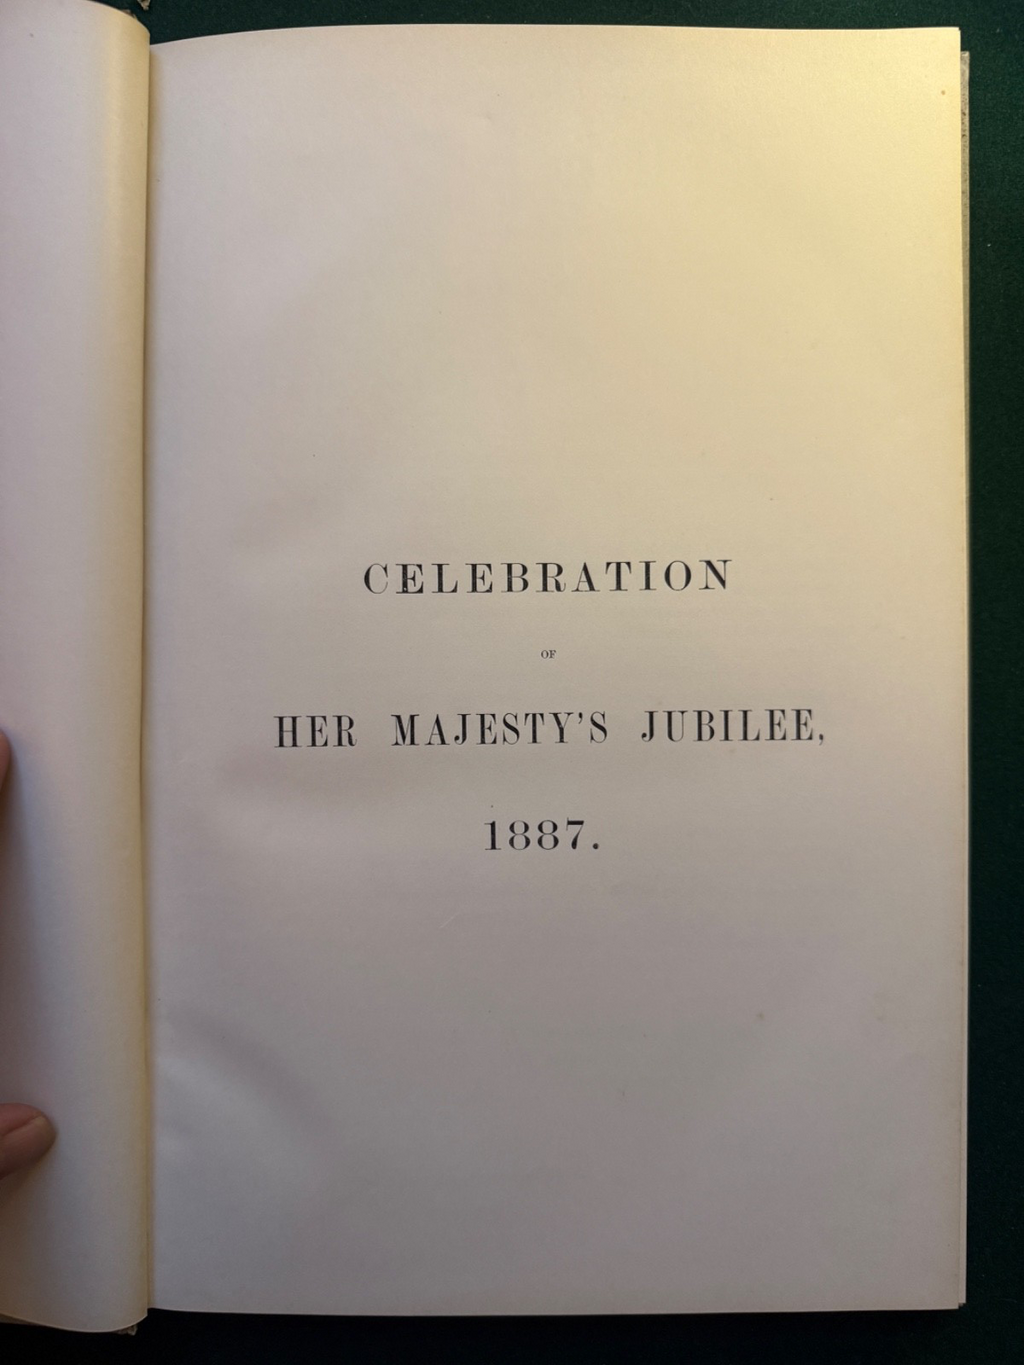 CELEBRATION
OF
HER MAJESTY'S JUBILEE,
1887.